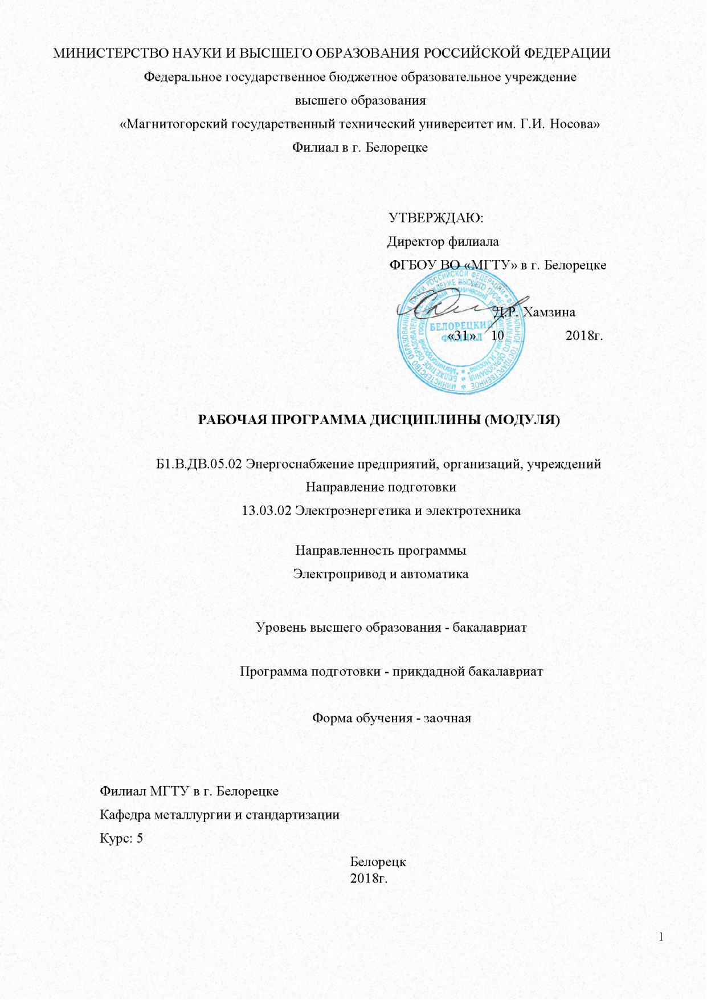 МИНИСТЕРСТВО НАУКИ И ВЫСШЕГО ОБРАЗОВАНИЯ РОССИЙСКОЙ ФЕДЕРАЦИИ
Федеральное государственное бюджетное образовательное учреждение
высшего образования
«Магнитогорский государственный технический университет им. Г.И. Носова»
Филиал в г. Белорецке
УТВЕРЖДАЮ:
Директор филиала
ФГБОУ ВО «МГТУ» в г. Белорецке
Д.Р. Хамзина
БЕЛОРЕЦКИЙ
ФИЛИАЛ
«31» 10 2018г.
РАБОЧАЯ ПРОГРАММА ДИСЦИПЛИНЫ (МОДУЛЯ)
Б1.В.ДВ.05.02 Энергоснабжение предприятий, организаций, учреждений
Направление подготовки
13.03.02 Электроэнергетика и электротехника
Направленность программы
Электропривод и автоматика
Уровень высшего образования - бакалавриат
Программа подготовки - прикдадной бакалавриат
Форма обучения - заочная
Филиал МГТУ в г. Белорецке
Кафедра металлургии и стандартизации
Курс: 5
Белорецк
2018г.
1